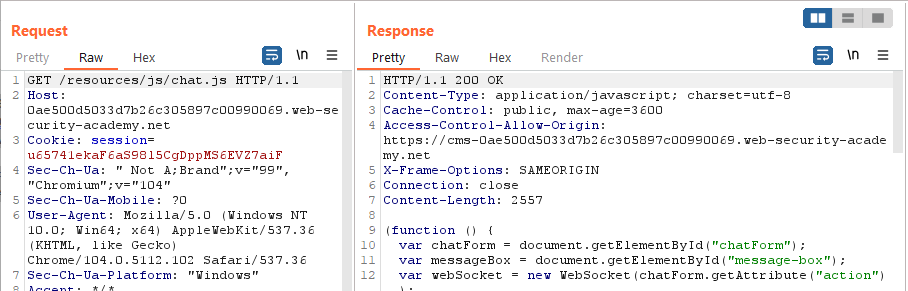 Request
Pretty Raw Hex \n
1 GET /resources/js/chat.js HTTP/1.1
2 Host:
0ae500d5033d7b26c305897c00990069.web-se
curity-academy.net
3 Cookie: session=
u65741ekaF6aS98l5CgDppMS6EVZ7aiF
4 Sec-Ch-Ua: " Not A;Brand";v="99",
"Chromium";v="104"
5 Sec-Ch-Ua-Mobile: ?0
6 User-Agent: Mozilla/5.0 (Windows NT
10.0; Win64; x64) AppleWebKit/537.36
(KHTML, like Gecko)
Chrome/104.0.5112.102 Safari/537.36
7 Sec-Ch-Ua-Platform: "Windows"
8 Accept: */*
Response
Pretty Raw Hex Render \n
1 HTTP/1.1 200 OK
2 Content-Type: application/javascript; charset=utf-8
3 Cache-Control: public, max-age=3600
4 Access-Control-Allow-Origin:
https://cms-0ae500d5033d7b26c305897c00990069.web-security-acade
my.net
5 X-Frame-Options: SAMEORIGIN
6 Connection: close
7 Content-Length: 2557
8
9 (function () {
10 var chatForm = document.getElementById("chatForm");
11 var messageBox = document.getElementById("message-box");
12 var webSocket = new WebSocket(chatForm.getAttribute("action")
);